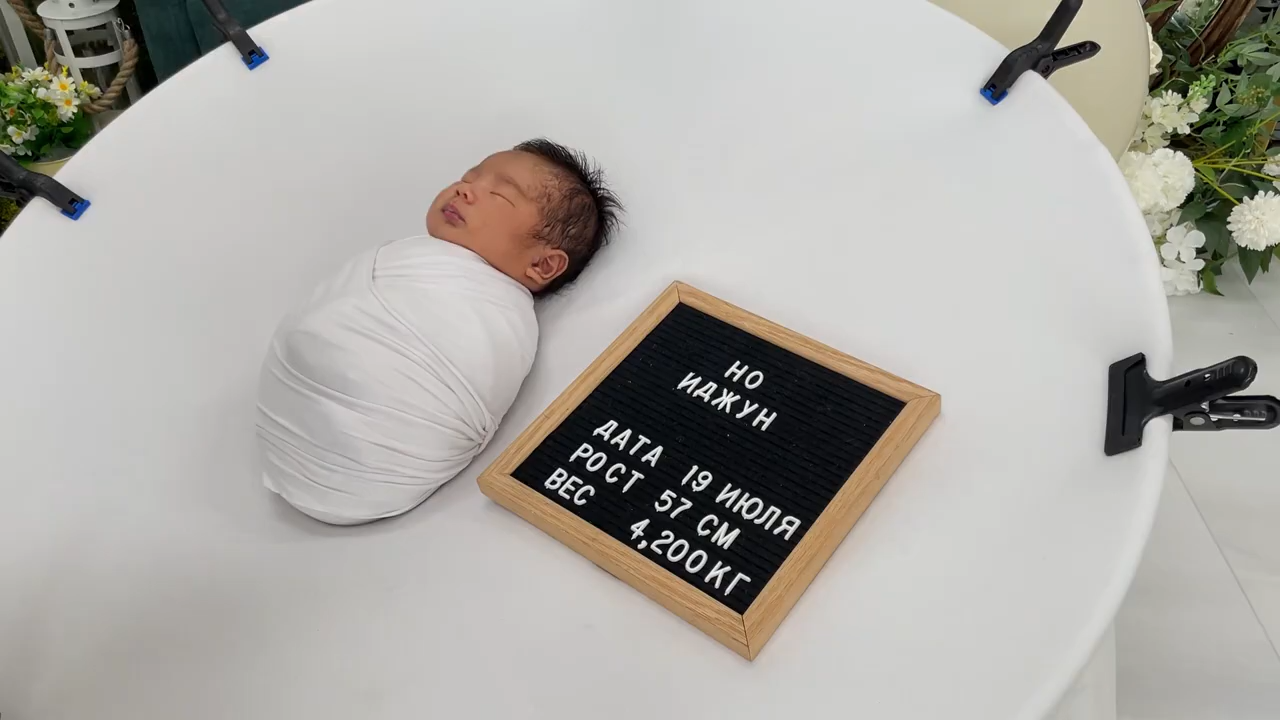 НО
ИДЖУН
ДАТА 19 ИЮЛЯ
РОСТ 57 СМ
ВЕС 4,200КГ